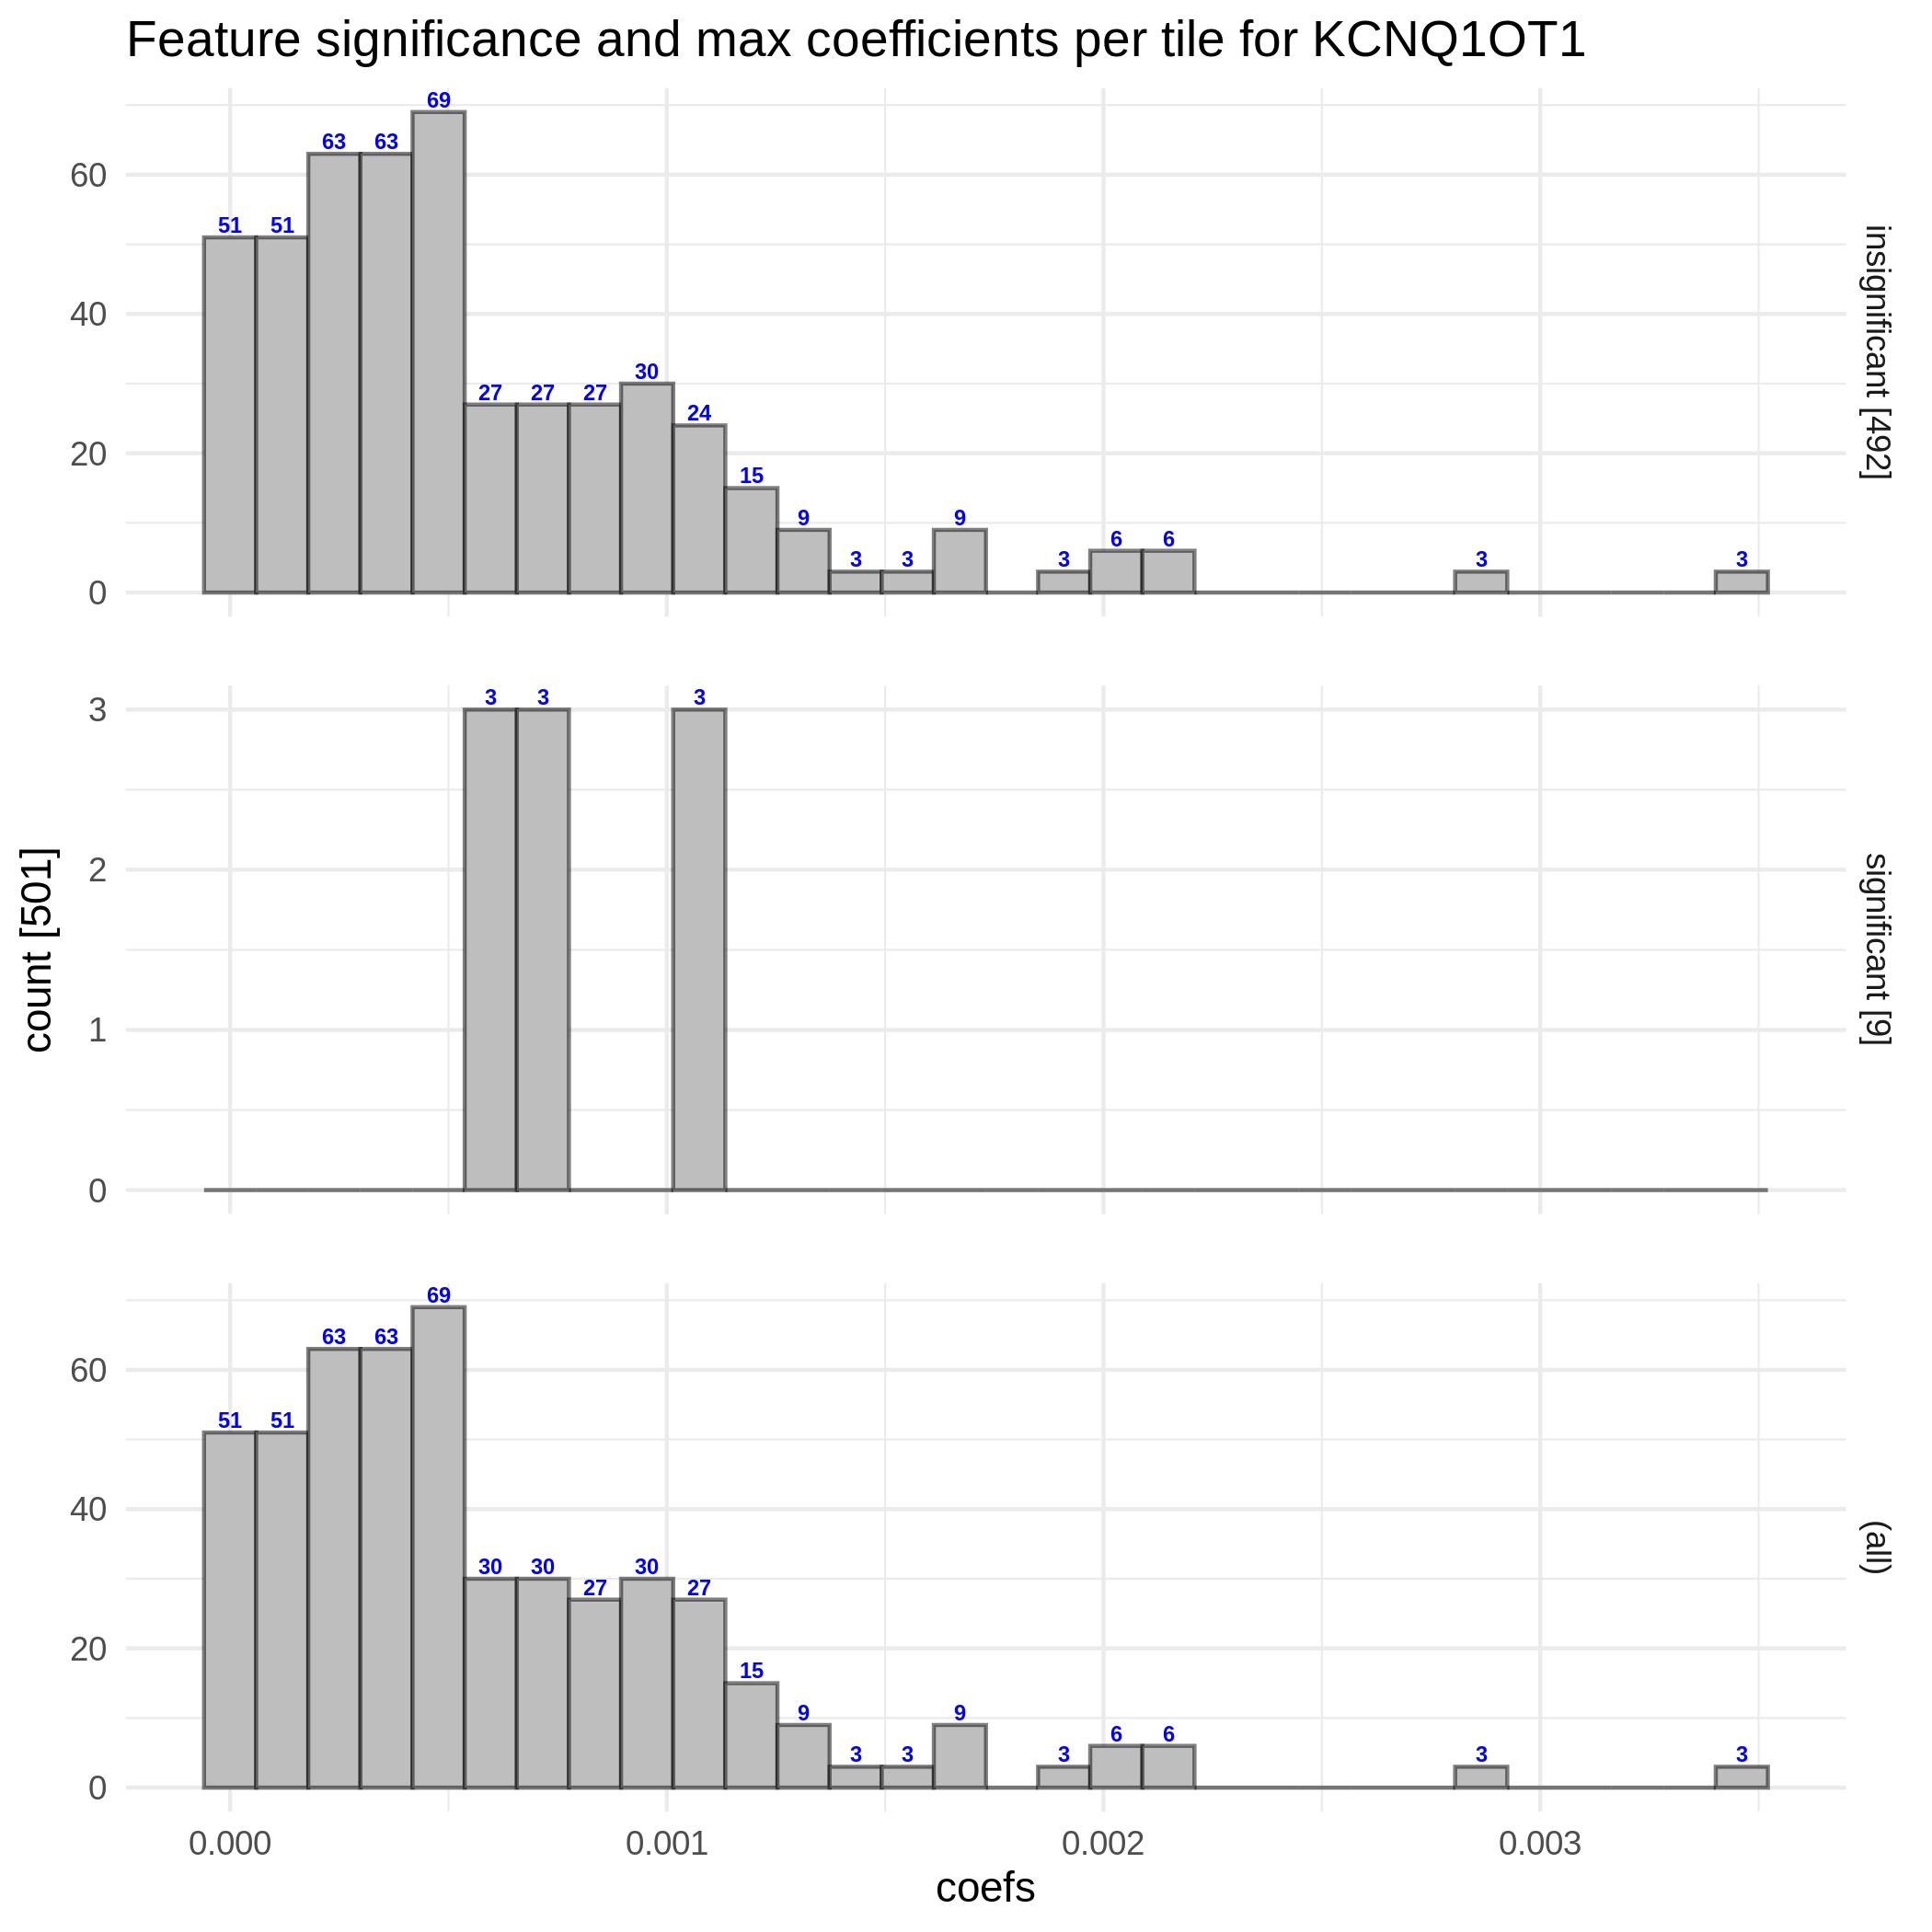 Feature significance and max coefficients per tile for KCNQ1OT1
69
63 63
51 51
30
27 27 27
24
15
9 9
3 3 3 6 6 3 3
60
40
20
0
insignificant [492]
3 3 3
3
2
1
0
significant [9]
count [501]
69
63 63
51 51
30 30 27 30 27
15
9 9
3 3 3 6 6 3 3
60
40
20
0
(all)
0.000 0.001 0.002 0.003
coefs